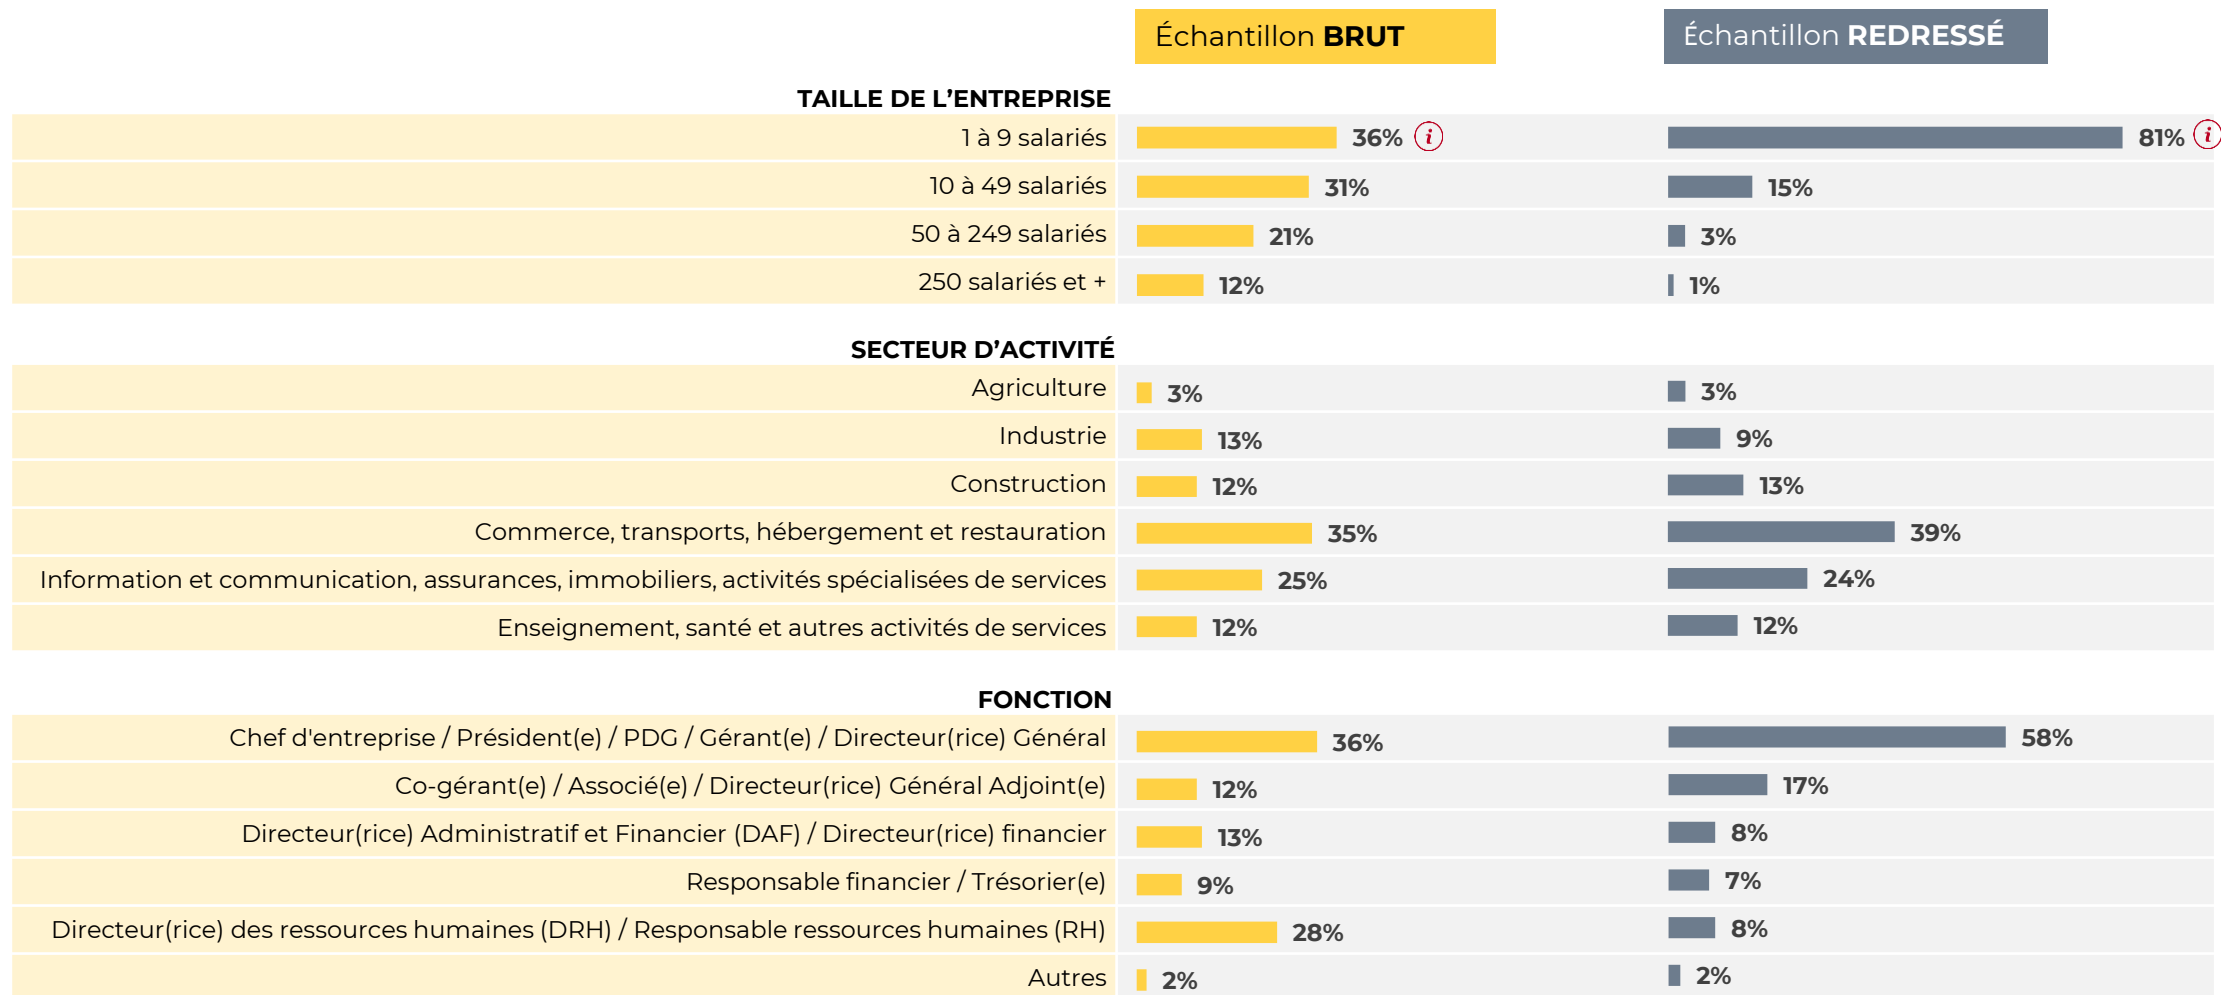 Échantillon BRUT Échantillon REDRESSÉ
TAILLE DE L'ENTREPRISE
1 à 9 salariés 36% i 81% i
10 à 49 salariés 31% 15%
50 à 249 salariés 21% 3%
250 salariés et + 12% 1%
SECTEUR D'ACTIVITÉ
Agriculture 3% 3%
Industrie 13% 9%
Construction 12% 13%
Commerce, transports, hébergement et restauration 35% 39%
Information et communication, assurances, immobiliers, activités spécialisées de services 25% 24%
Enseignement, santé et autres activités de services 12% 12%
FONCTION
Chef d'entreprise / Président(e) / PDG / Gérant(e) / Directeur(rice) Général 36% 58%
Co-gérant(e) / Associé(e) / Directeur(rice) Général Adjoint(e) 12% 17%
Directeur(rice) Administratif et Financier (DAF) / Directeur(rice) financier 13% 8%
Responsable financier / Trésorier(e) 9% 7%
Directeur(rice) des ressources humaines (DRH) / Responsable ressources humaines (RH) 28% 8%
Autres 2% 2%